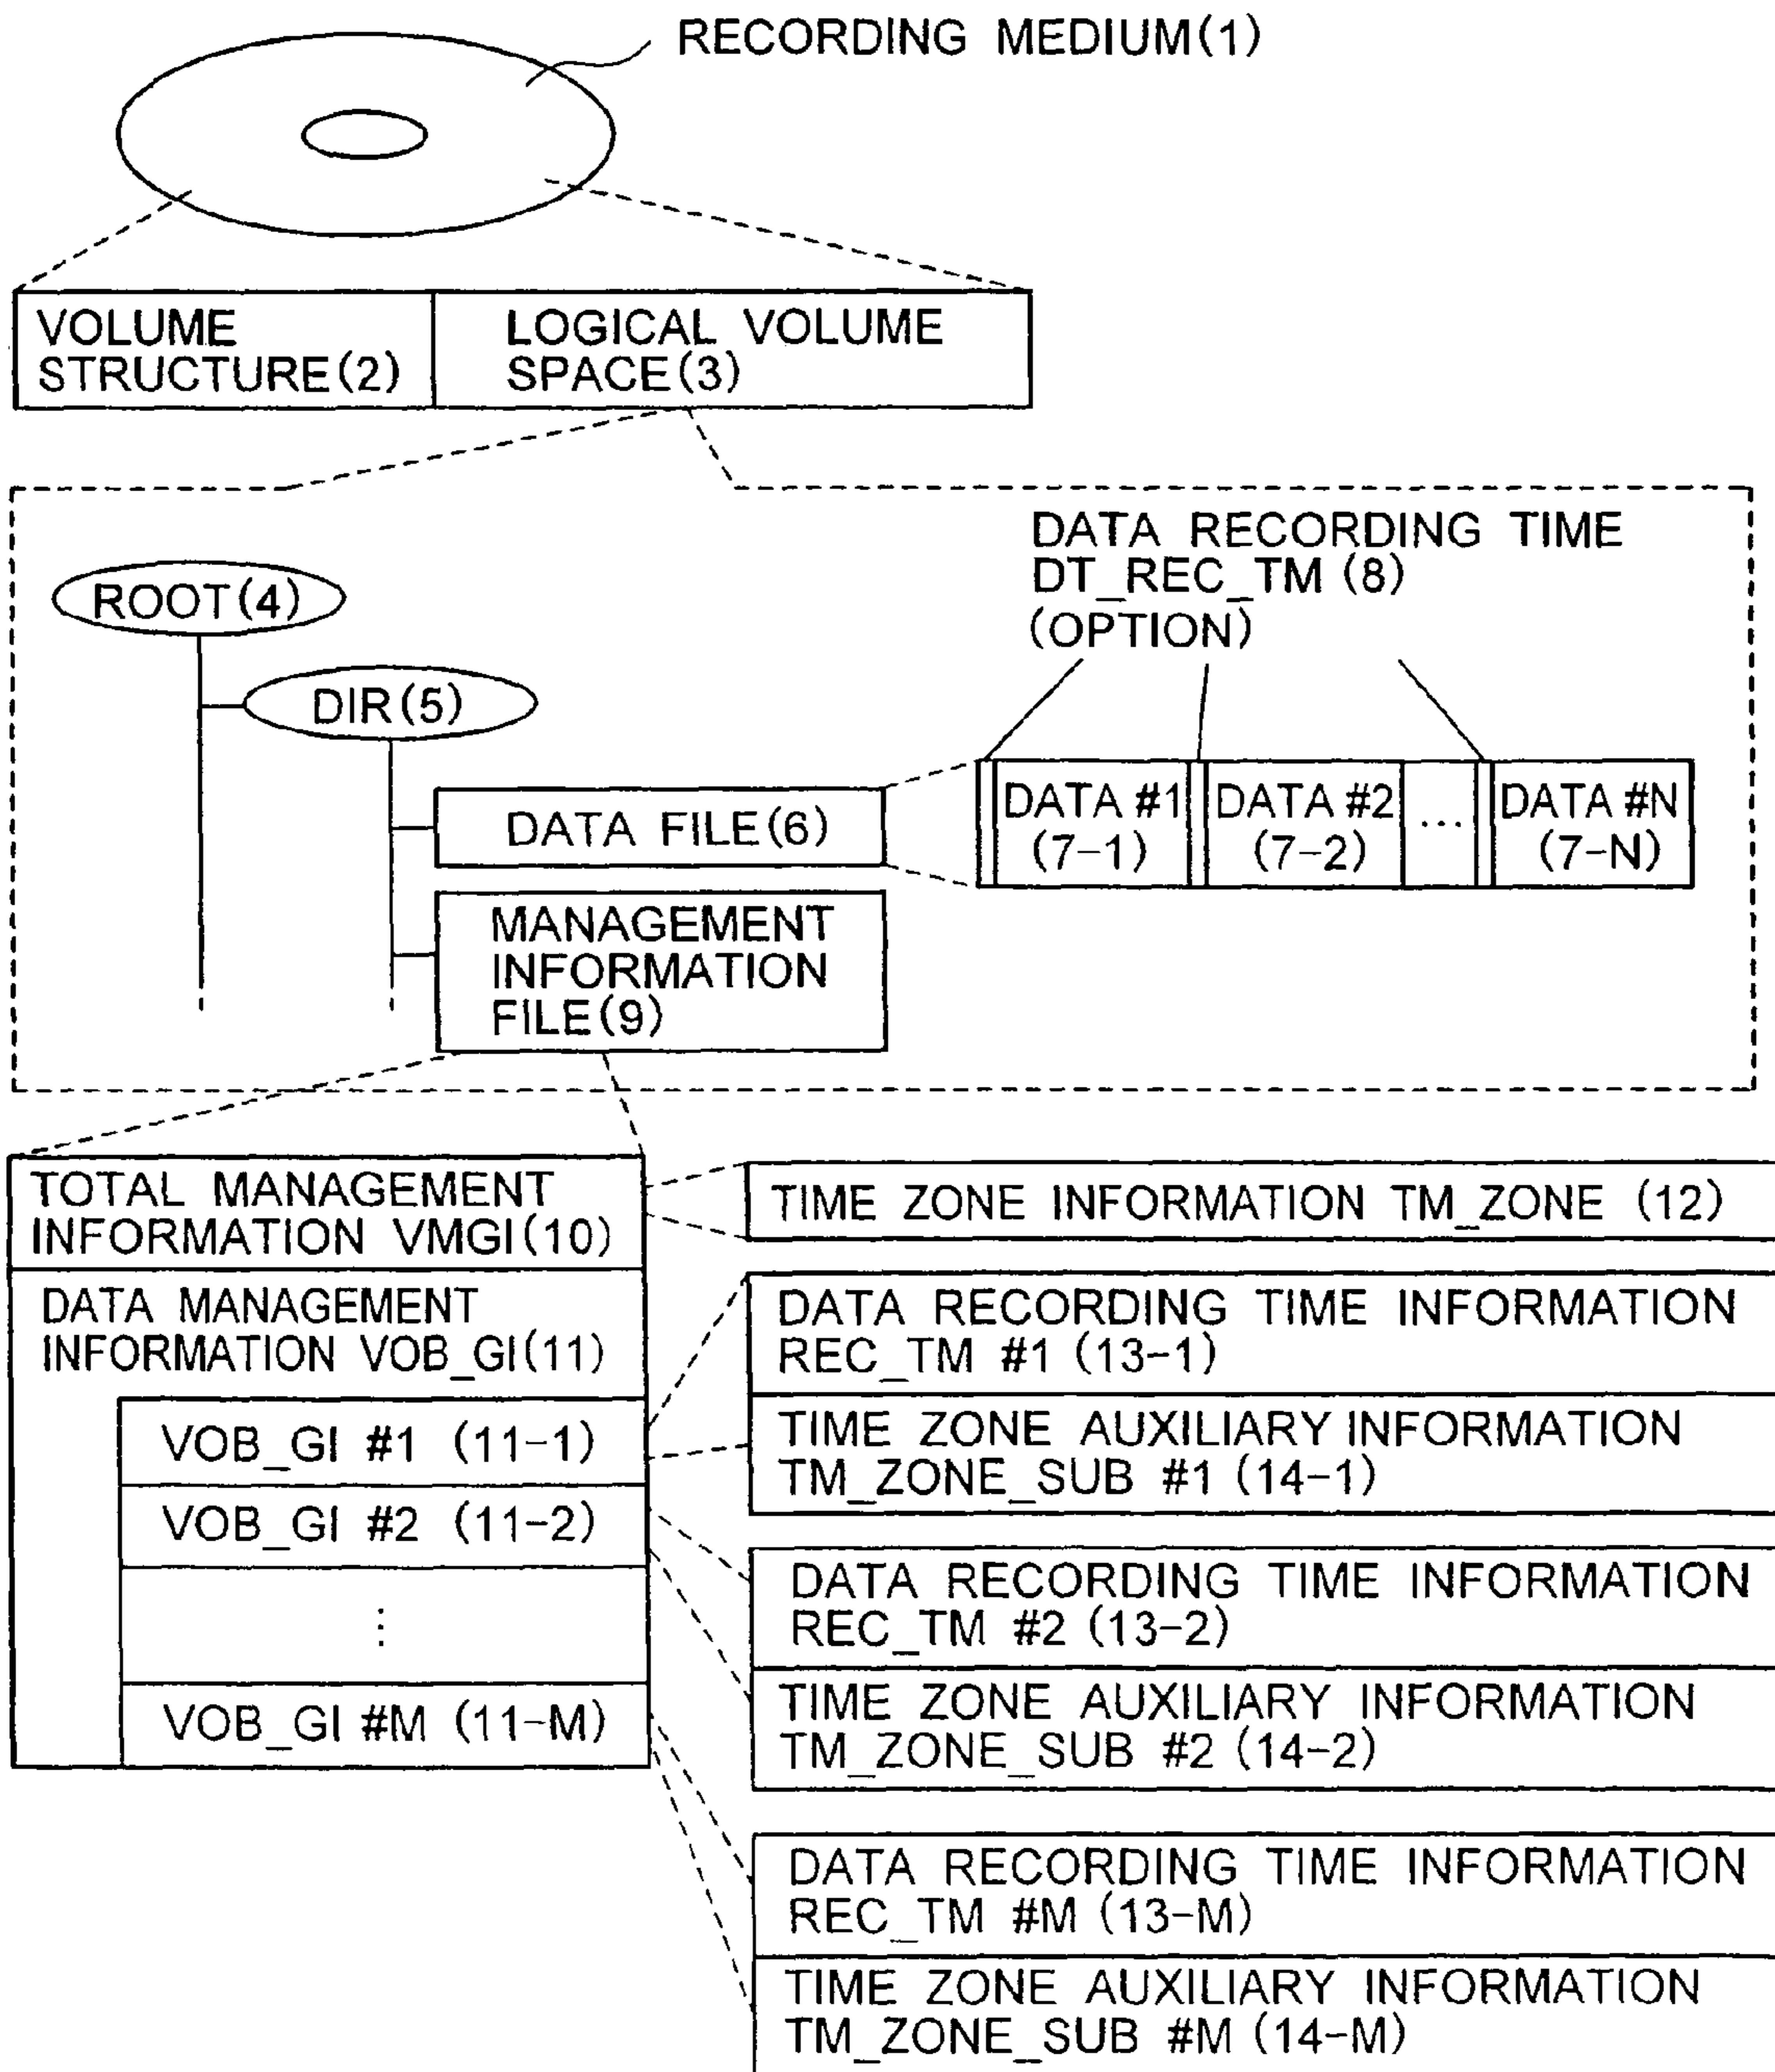 RECORDING MEDIUM(1)
VOLUME
STRUCTURE(2)
LOGICAL VOLUME
SPACE(3)
DATA RECORDING TIME
DT_REC_TM (8)
(OPTION)
ROOT(4)
DIR(5)
DATA FILE(6)
DATA #1
(7-1)
DATA #2
(7-2)
...
DATA #N
(7-N)
MANAGEMENT
INFORMATION
FILE(9)
TOTAL MANAGEMENT
INFORMATION VMGI(10)
TIME ZONE INFORMATION TM_ZONE (12)
DATA MANAGEMENT
INFORMATION VOB_GI(11)
VOB_GI #1 (11-1)
VOB_GI #2 (11-2)
⋮
VOB_GI #M (11-M)
DATA RECORDING TIME INFORMATION
REC_TM #1 (13-1)
TIME ZONE AUXILIARY INFORMATION
TM_ZONE_SUB #1 (14-1)
DATA RECORDING TIME INFORMATION
REC_TM #2 (13-2)
TIME ZONE AUXILIARY INFORMATION
TM_ZONE_SUB #2 (14-2)
DATA RECORDING TIME INFORMATION
REC_TM #M (13-M)
TIME ZONE AUXILIARY INFORMATION
TM_ZONE_SUB #M (14-M)